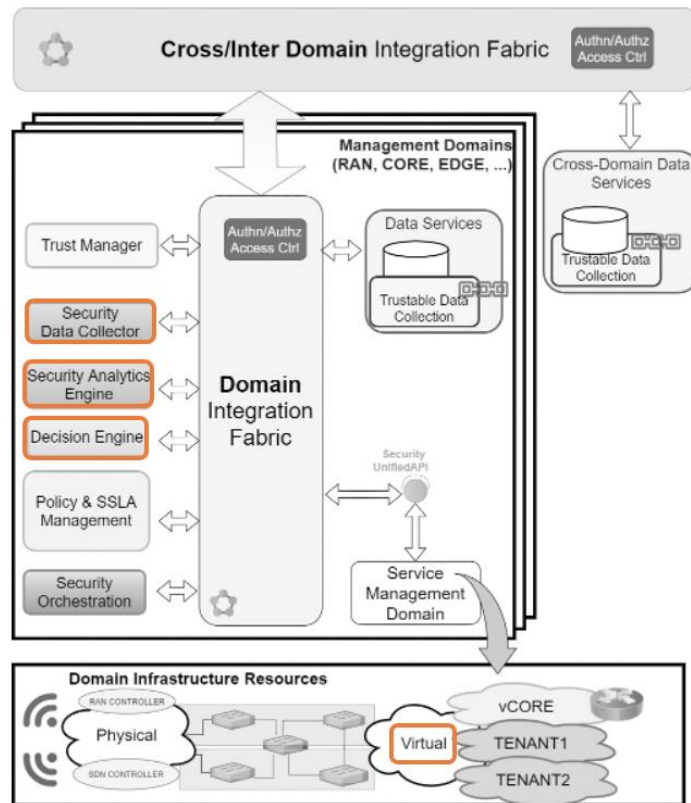 Cross/Inter Domain Integration Fabric
Authn/Authz
Access Ctrl
Management Domains
(RAN, CORE, EDGE, ...)
Cross-Domain Data
Services
Trustable Data
Collection
Authn/Authz
Access Ctrl
Data Services
Trustable Data
Collection
Trust Manager
Security
Data Collector
Security Analytics
Engine
Decision Engine
Policy & SSLA
Management
Security
Orchestration
Domain
Integration
Fabric
Security
UnifiedAPI
Service
Management
Domain
Domain Infrastructure Resources
RAN CONTROLLER
Physical
SDN CONTROLLER
Virtual
vCORE
TENANT1
TENANT2